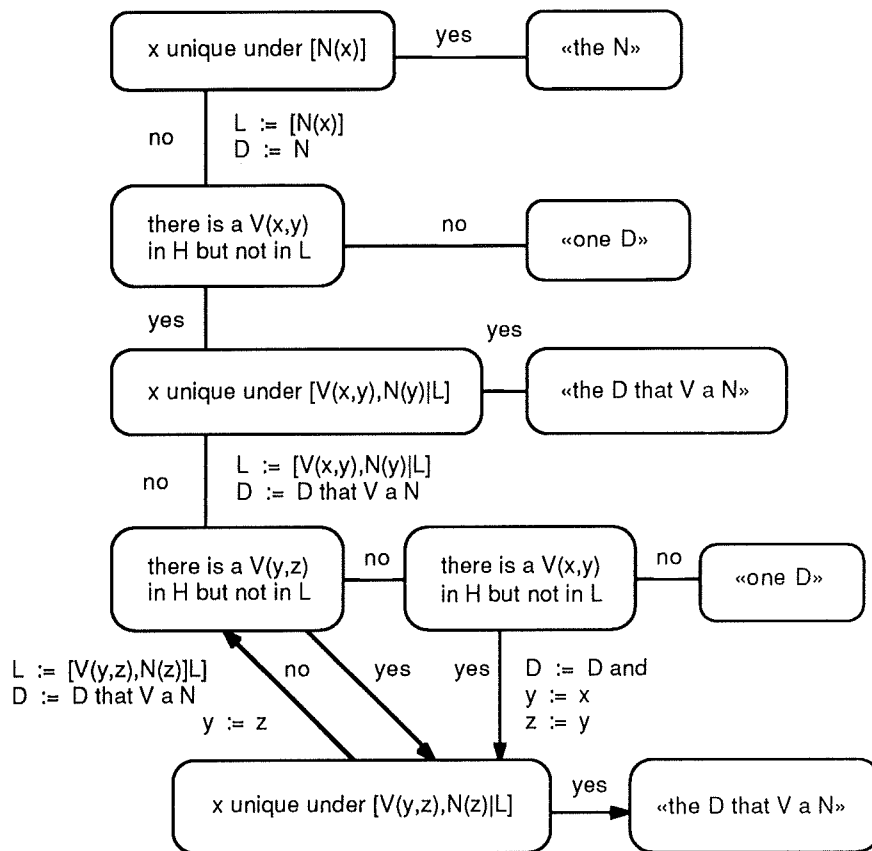 x unique under [N(x)]
yes
«the N»
no
L := [N(x)]
D := N
there is a V(x,y)
in H but not in L
no
«one D»
yes
yes
x unique under [V(x,y),N(y)|L]
«the D that V a N»
no
L := [V(x,y),N(y)|L]
D := D that V a N
there is a V(y,z)
in H but not in L
no
there is a V(x,y)
in H but not in L
no
«one D»
L := [V(y,z),N(z)]L]
D := D that V a N
y := z
no
yes
yes
D := D and
y := x
z := y
x unique under [V(y,z),N(z)|L]
yes
«the D that V a N»